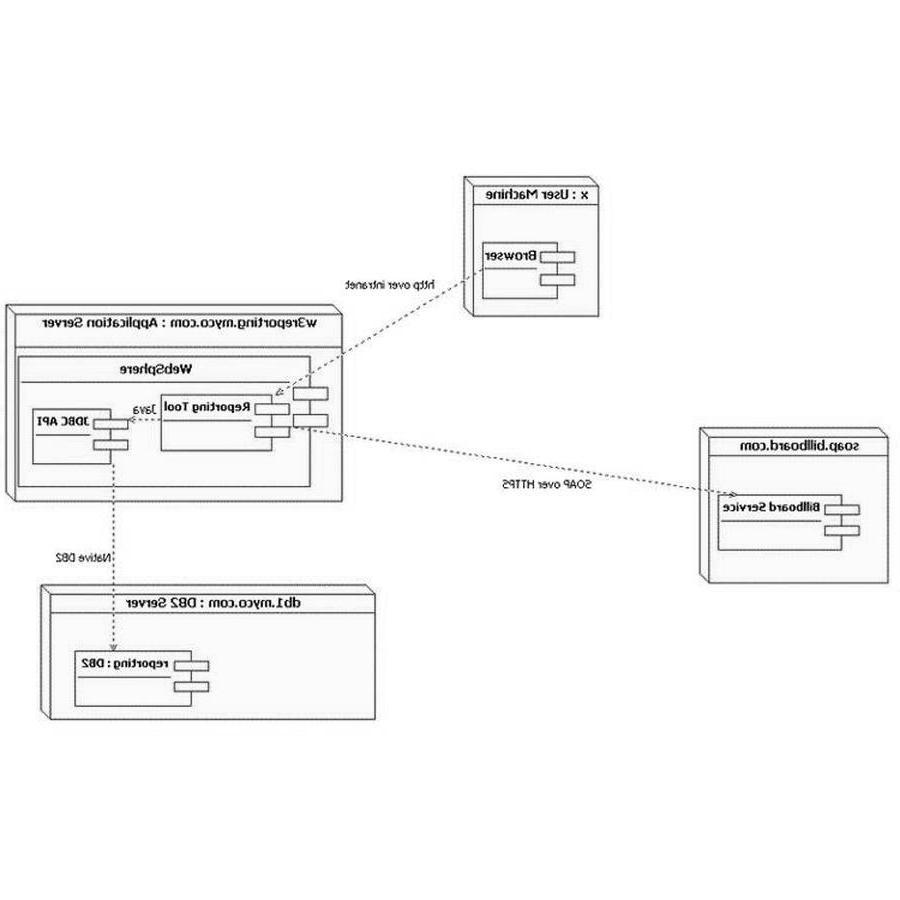 x : User Machine
Browser
http over intranet
w3reporting.myco.com : Application Server
WebSphere
Reporting Tool
Java
JDBC API
soap.billboard.com
Billboard Service
SOAP over HTTPS
Native DB2
db1.myco.com : DB2 Server
reporting : DB2